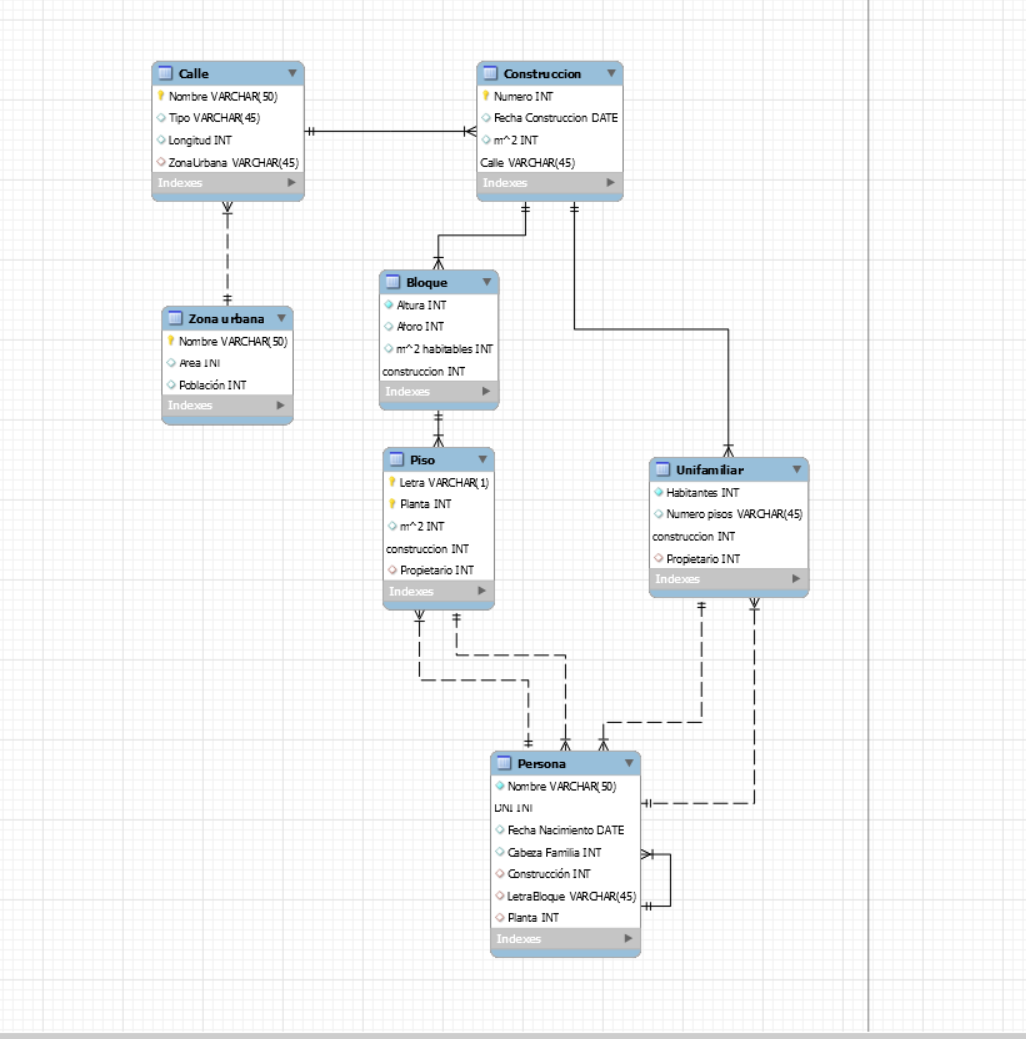 Calle
Nombre VARCHAR(50)
Tipo VARCHAR(45)
Longitud INT
ZonaUrbana VARCHAR(45)
Indexes
Construccion
Numero INT
Fecha Construccion DATE
m^2 INT
Calle VARCHAR(45)
Indexes
Zona urbana
Nombre VARCHAR(50)
Area INT
Población INT
Indexes
Bloque
Altura INT
Aforo INT
m^2 habitables INT
construccion INT
Indexes
Piso
Letra VARCHAR(1)
Planta INT
m^2 INT
construccion INT
Propietario INT
Indexes
Unifamiliar
Habitantes INT
Numero pisos VARCHAR(45)
construccion INT
Propietario INT
Indexes
Persona
Nombre VARCHAR(50)
DNI INT
Fecha Nacimiento DATE
Cabeza Familia INT
Construcción INT
LetraBloque VARCHAR(45)
Planta INT
Indexes